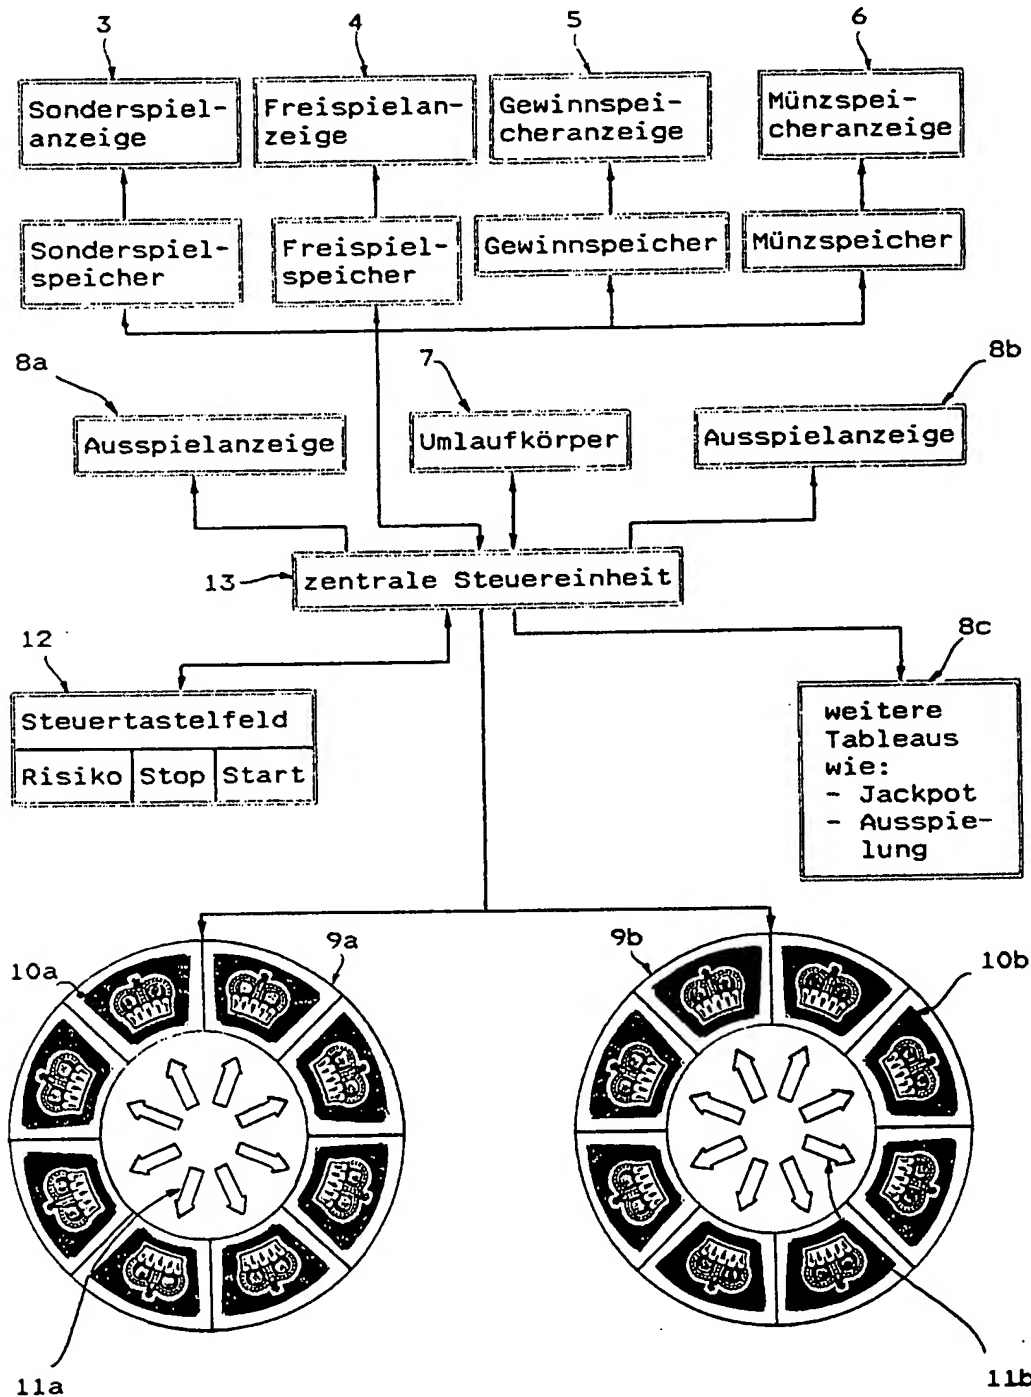 3
4
5
6
Sonderspiel-
anzeige
Freispielan-
zeige
Gewinnspei-
cheranzeige
Münzspei-
cheranzeige
Sonderspiel-
speicher
Freispiel-
speicher
Gewinnspeicher
Münzspeicher
8a
7
8b
Ausspielanzeige
Umlaufkörper
Ausspielanzeige
13
zentrale Steuereinheit
12
8c
Steuertastelfeld
Risiko Stop Start
weitere
Tableaus
wie:
- Jackpot
- Ausspie-
lung
10a
9a
9b
10b
11a
11b